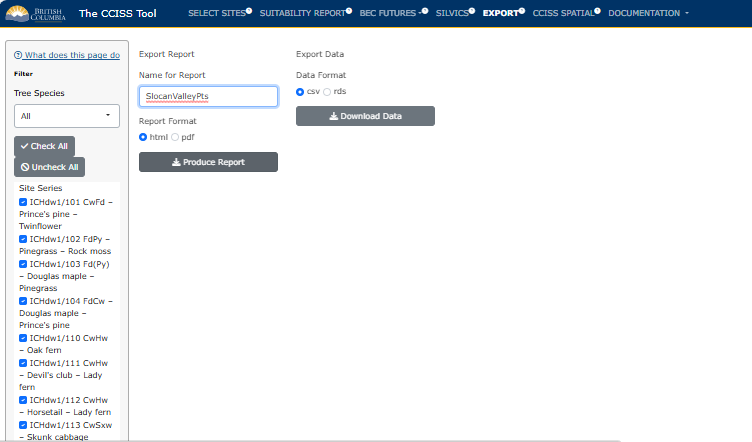 BRITISH
COLUMBIA
The CCISS Tool
SELECT SITES
SUITABILITY REPORT
BEC FUTURES
SILVICS
EXPORT
CCISS SPATIAL
DOCUMENTATION
What does this page do
Filter
Tree Species
All
Check All
Uncheck All
Site Series
ICHdw1/101 CwFd –
Prince's pine –
Twinflower
ICHdw1/102 FdPy –
Pinegrass – Rock moss
ICHdw1/103 Fd(Py)
– Douglas maple –
Pinegrass
ICHdw1/104 FdCw –
Douglas maple –
Prince's pine
ICHdw1/110 CwHw
– Oak fern
ICHdw1/111 CwHw
– Devil's club – Lady
fern
ICHdw1/112 CwHw
– Horsetail – Lady fern
ICHdw1/113 CwSxw
– Skunk cabbage
Export Report
Name for Report
SlocanValleyPts
Report Format
html pdf
Produce Report
Export Data
Data Format
csv rds
Download Data